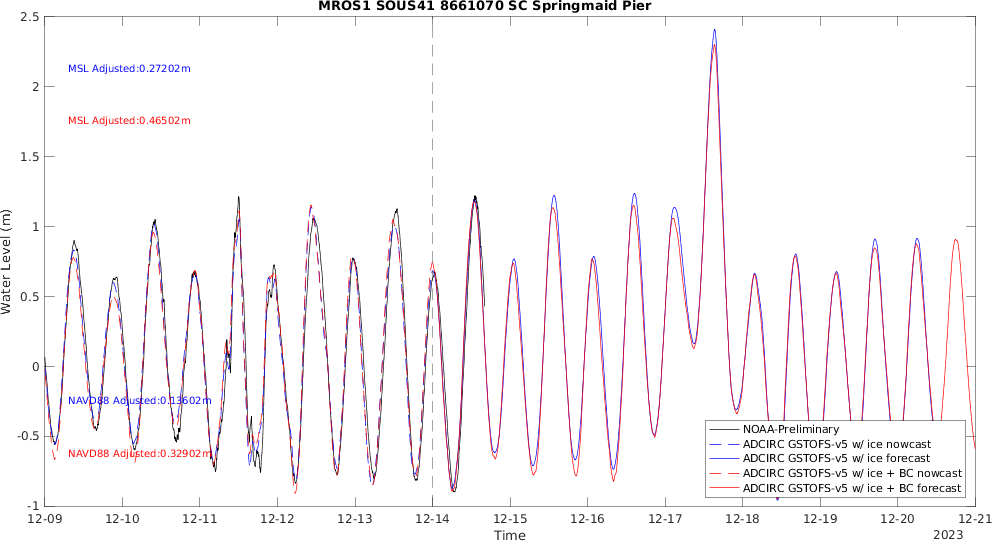 MROS1 SOUS41 8661070 SC Springmaid Pier
2.5
2
1.5
1
0.5
0
-0.5
-1
Water Level (m)
MSL Adjusted:0.27202m
MSL Adjusted:0.46502m
NAVD88 Adjusted:0.13602m
NAVD88 Adjusted:0.32902m
NOAA-Preliminary
ADCIRC GSTOFS-v5 w/ ice nowcast
ADCIRC GSTOFS-v5 w/ ice forecast
ADCIRC GSTOFS-v5 w/ ice + BC nowcast
ADCIRC GSTOFS-v5 w/ ice + BC forecast
12-09 12-10 12-11 12-12 12-13 12-14 12-15 12-16 12-17 12-18 12-19 12-20 12-21
Time
2023